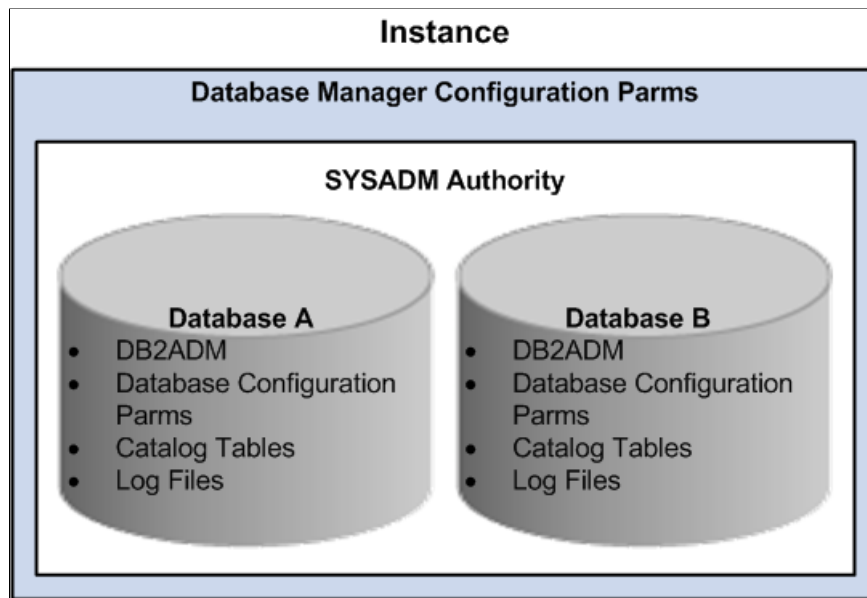 Instance
Database Manager Configuration Parms
SYSADM Authority
Database A
• DB2ADM
• Database Configuration
Parms
• Catalog Tables
• Log Files
Database B
• DB2ADM
• Database Configuration
Parms
• Catalog Tables
• Log Files